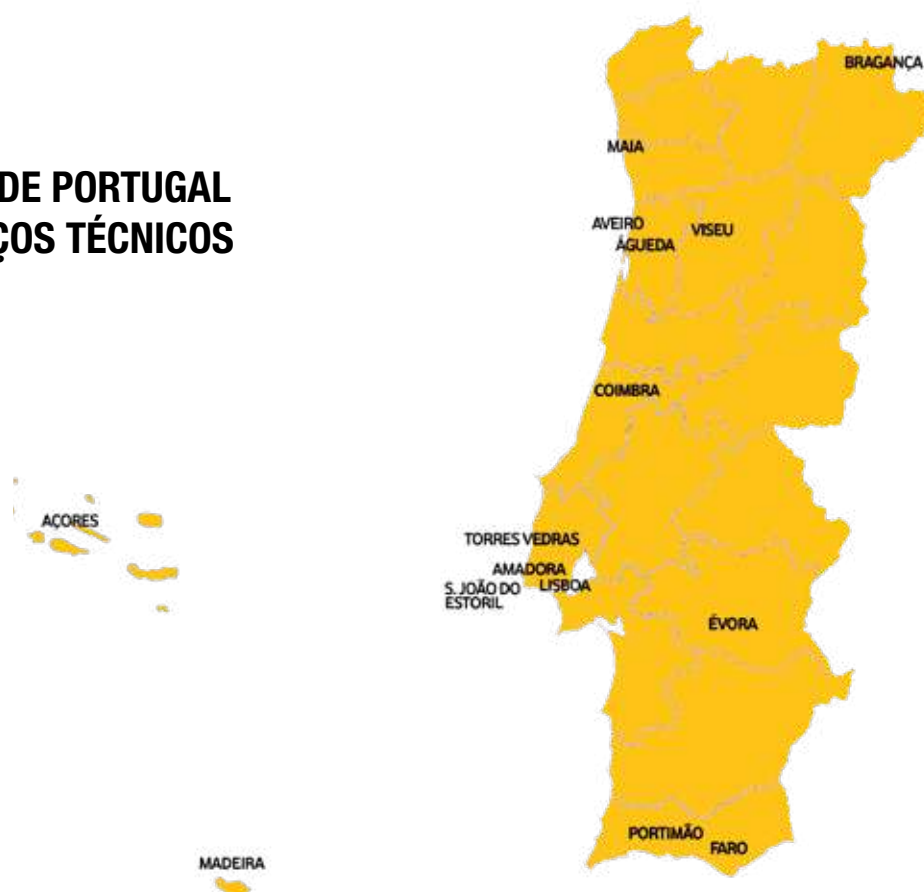 DE PORTUGAL
ÇOS TÉCNICOS
BRAGANÇA
MAIA
AVEIRO
ÁGUEDA
VISEU
COIMBRA
AÇORES
TORRES VEDRAS
AMADORA
LISBOA
S. JOÃO DO
ESTORIL
ÉVORA
PORTIMÃO
FARO
MADEIRA